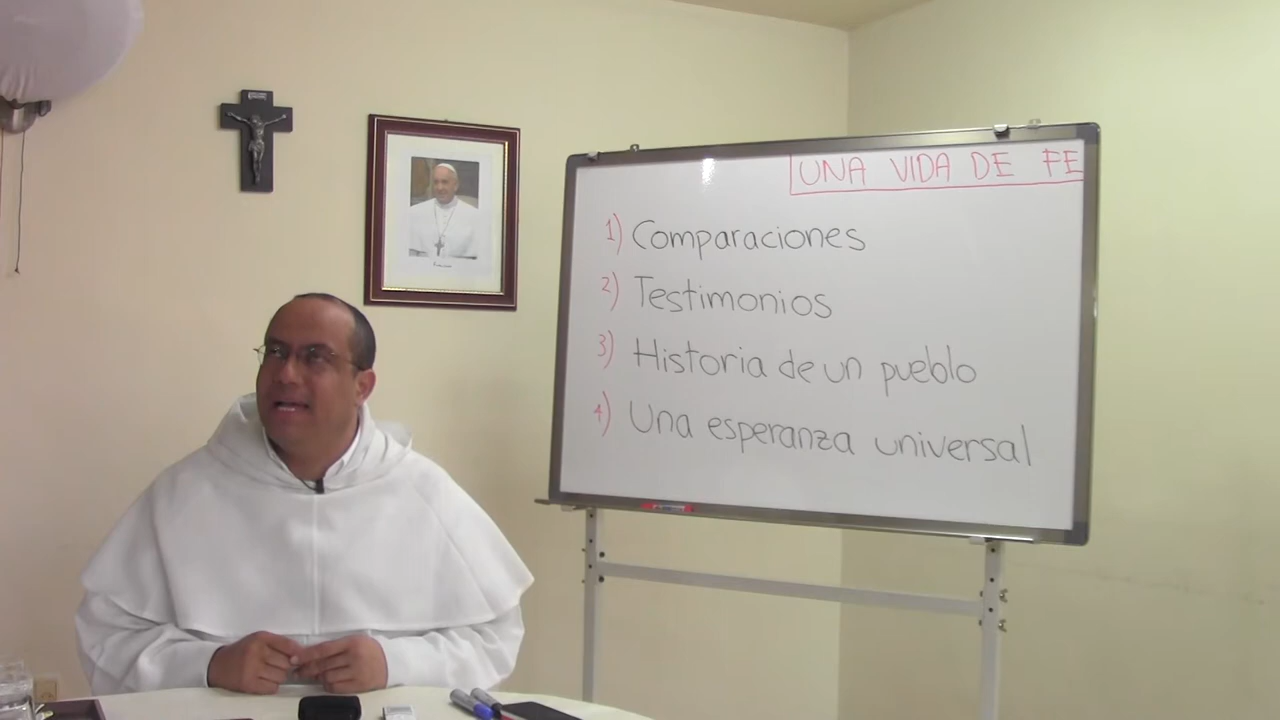 UNA VIDA DE FE
1) Comparaciones
2) Testimonios
3) Historia de un pueblo
4) Una esperanza universal